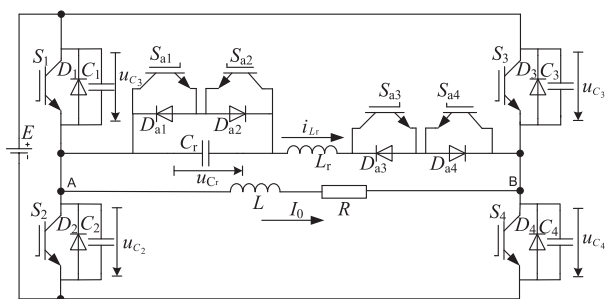 S1 D1 C1 uC3
Sa1 Sa2
Da1 Da2
Cr
uCr
iLr
Lr
Sa3 Sa4
Da3 Da4
S3 D3 C3 uC3
E + -
A B
L R
I0
S2 D2 C2 uC2
S4 D4 C4 uC4